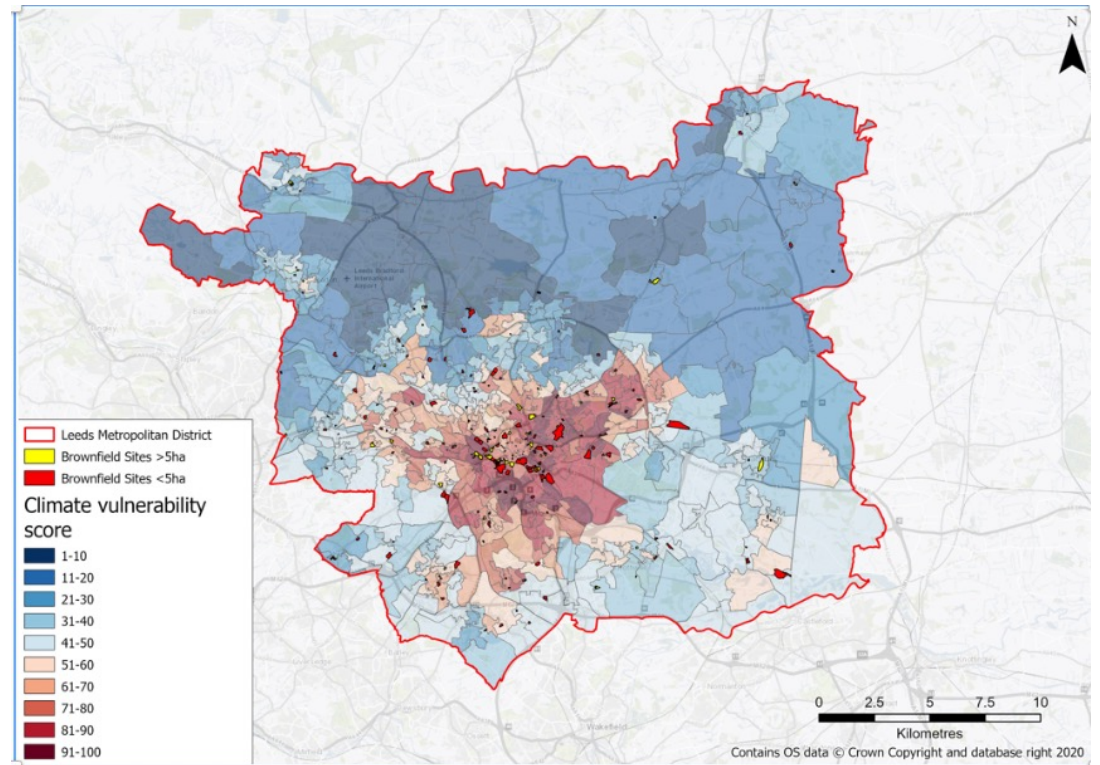 N
Leeds Bradford
International
Airport
Leeds Metropolitan District
Brownfield Sites >5ha
Brownfield Sites <5ha
Climate vulnerability
score
1-10
11-20
21-30
31-40
41-50
51-60
61-70
71-80
81-90
91-100
Wakefield
0 2.5 5 7.5 10
Kilometres
Contains OS data © Crown Copyright and database right 2020